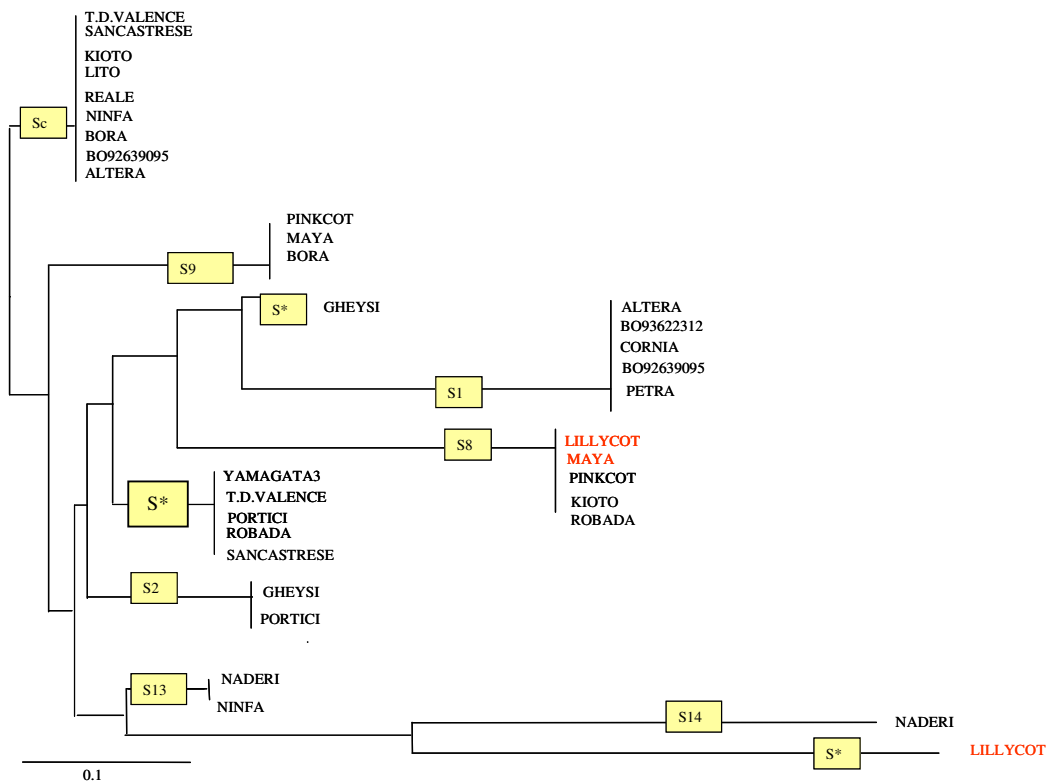 T.D.VALENCE
SANCASTRESE
KIOTO
LITO
REALE
Sc
NINFA
BORA
BO92639095
ALTERA
PINKCOT
MAYA
BORA
S9
S*
GHEYSI
ALTERA
BO93622312
CORNIA
BO92639095
S1
PETRA
S8
LILLYCOT
MAYA
PINKCOT
KIOTO
ROBADA
YAMAGATA3
S*
T.D.VALENCE
PORTICI
ROBADA
SANCASTRESE
S2
GHEYSI
PORTICI
S13
NADERI
NINFA
S14
NADERI
S*
LILLYCOT
0.1